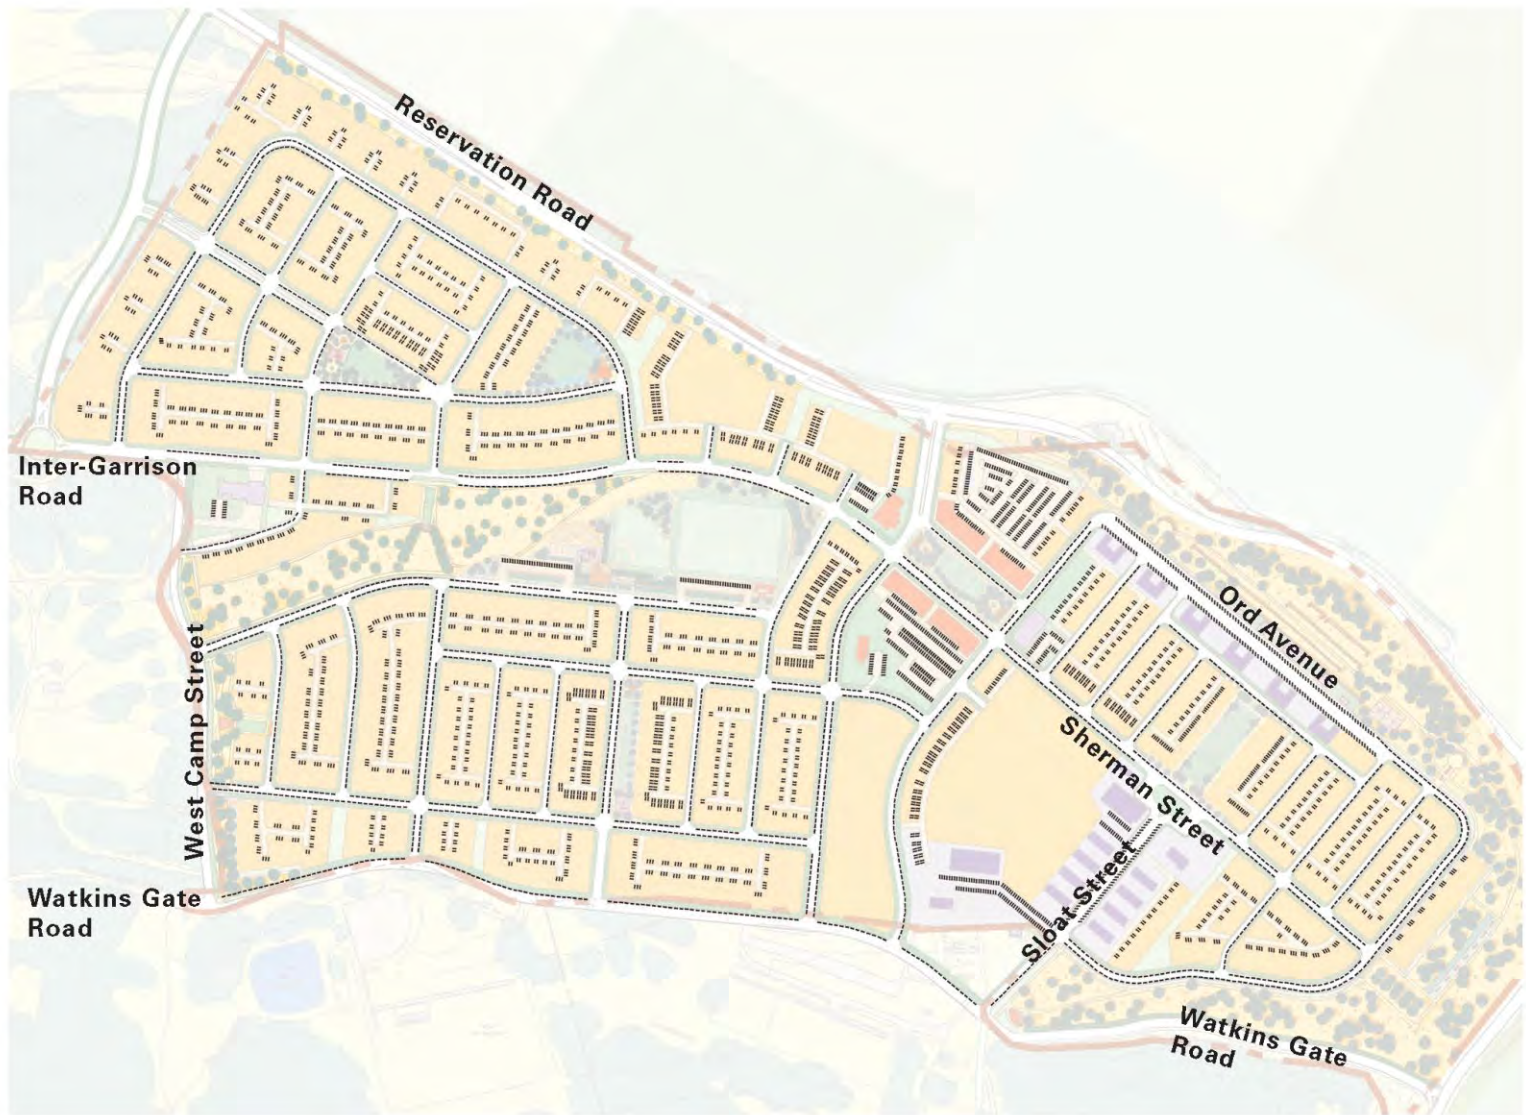 Reservation Road
Inter-Garrison
Road
Ord Avenue
West Camp Street
Sherman Street
Sloat Street
Watkins Gate
Road
Watkins Gate
Road